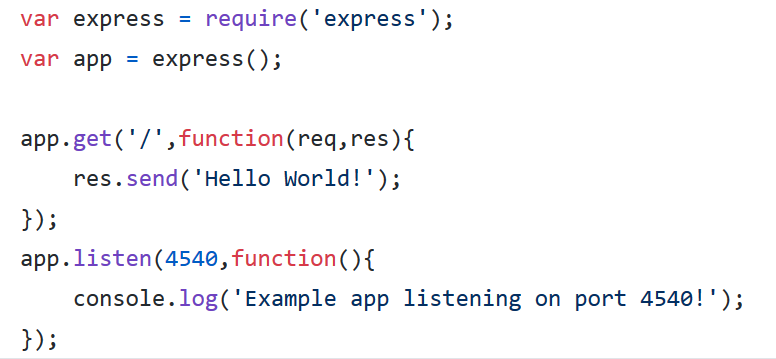 var express = require('express');
var app = express();
app.get('/',function(req,res){
    res.send('Hello World!');
});
app.listen(4540,function(){
    console.log('Example app listening on port 4540!');
});